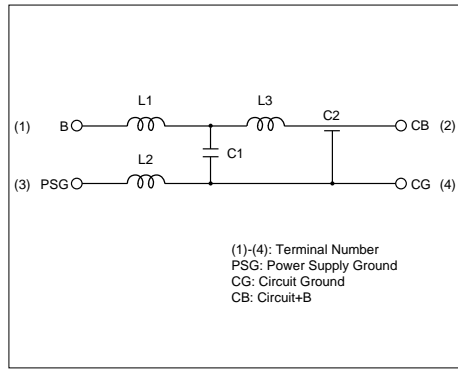 L1
L3
(1)
B
C2
CB
(2)
C1
L2
(3)
PSG
CG
(4)
(1)-(4): Terminal Number
PSG: Power Supply Ground
CG: Circuit Ground
CB: Circuit+B